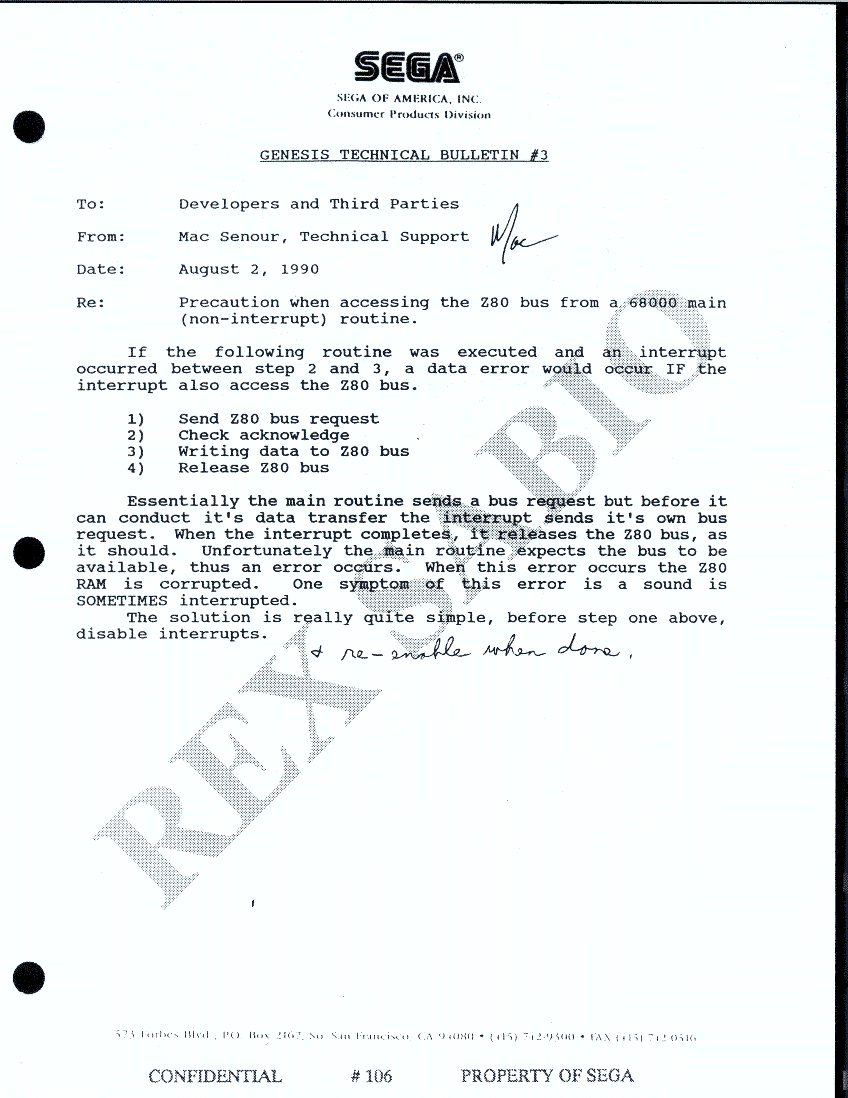 SEGA®
SEGA OF AMERICA, INC.
Consumer Products Division
GENESIS TECHNICAL BULLETIN #3
To: Developers and Third Parties
From: Mac Senour, Technical Support Mac
Date: August 2, 1990
Re: Precaution when accessing the Z80 bus from a 68000 main
(non-interrupt) routine.
If the following routine was executed and an interrupt
occurred between step 2 and 3, a data error would occur IF the
interrupt also access the Z80 bus.
1) Send Z80 bus request
2) Check acknowledge
3) Writing data to Z80 bus
4) Release Z80 bus
Essentially the main routine sends a bus request but before it
can conduct it's data transfer the interrupt sends it's own bus
request. When the interrupt completes, it releases the Z80 bus, as
it should. Unfortunately the main routine expects the bus to be
available, thus an error occurs. When this error occurs the Z80
RAM is corrupted. One symptom of this error is a sound is
SOMETIMES interrupted.
The solution is really quite simple, before step one above,
disable interrupts.
& re-enable when done.
REX SABIO
573 Forbes Blvd., P.O. Box 2167, So. San Francisco, CA 94080 • (415) 742-9300 • FAX (415) 742-0516
CONFIDENTIAL # 106 PROPERTY OF SEGA